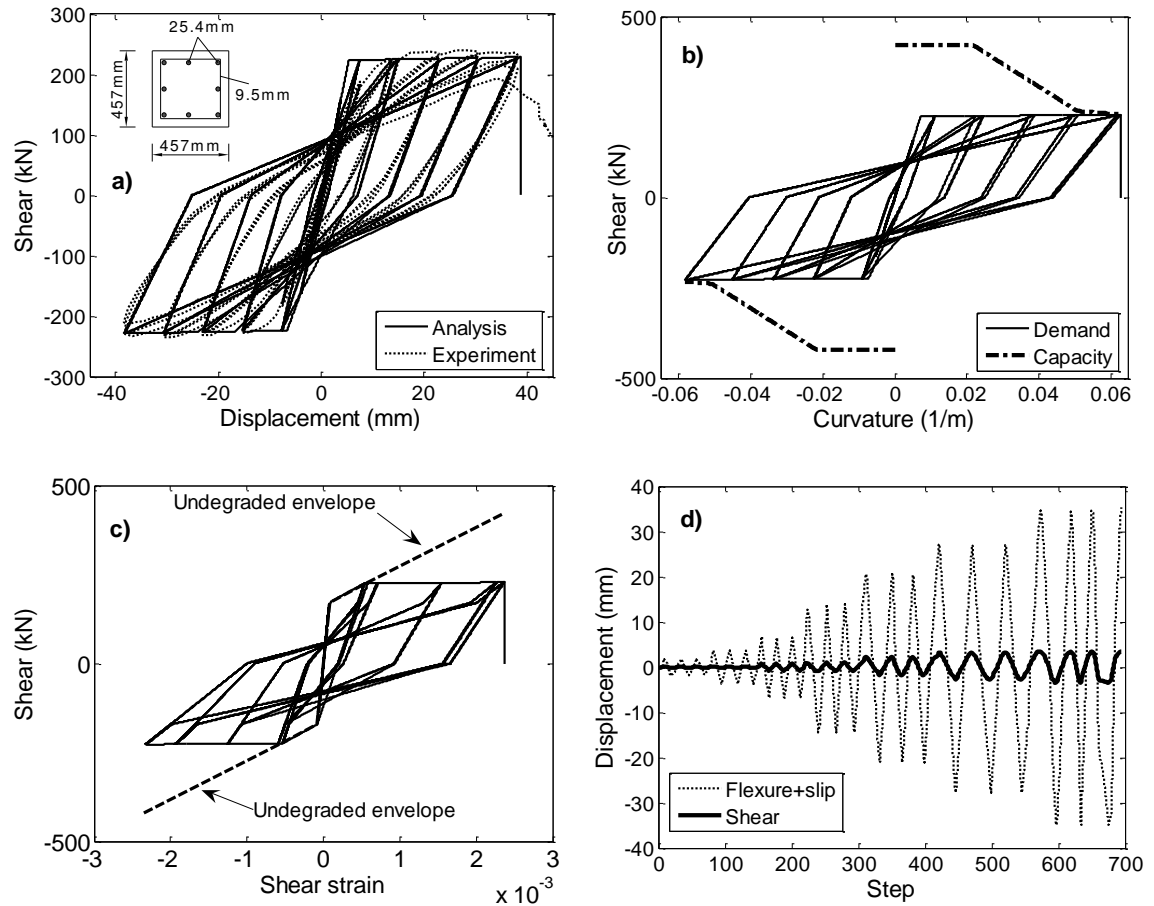 300
200
100
0
-100
-200
-300
-40
-20
0
20
40
Shear (kN)
Displacement (mm)
25.4mm
9.5mm
457mm
457mm
a)
Analysis
Experiment
500
0
-500
-0.06
-0.04
-0.02
0
0.02
0.04
0.06
Shear (kN)
Curvature (1/m)
b)
Demand
Capacity
500
0
-500
-3
-2
-1
0
1
2
3
Shear (kN)
Shear strain
x 10-3
c)
Undegraded envelope
Undegraded envelope
40
30
20
10
0
-10
-20
-30
-40
0
100
200
300
400
500
600
700
Displacement (mm)
Step
d)
Flexure+slip
Shear